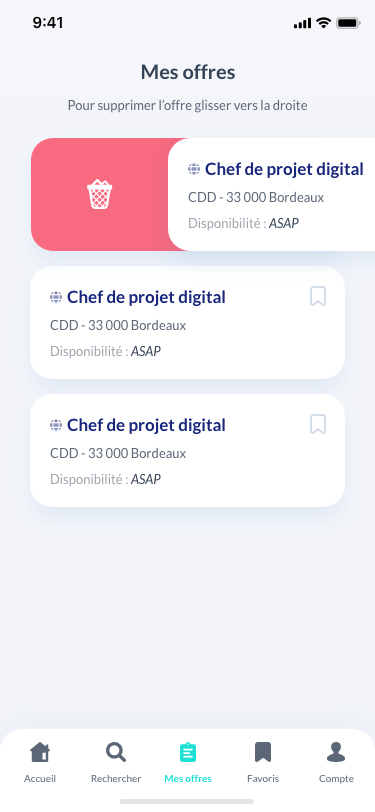 9:41
Mes offres
Pour supprimer l'offre glisser vers la droite
Chef de projet digital
CDD - 33 000 Bordeaux
Disponibilité : ASAP
Chef de projet digital
CDD - 33 000 Bordeaux
Disponibilité : ASAP
Chef de projet digital
CDD - 33 000 Bordeaux
Disponibilité : ASAP
Accueil Rechercher Mes offres Favoris Compte